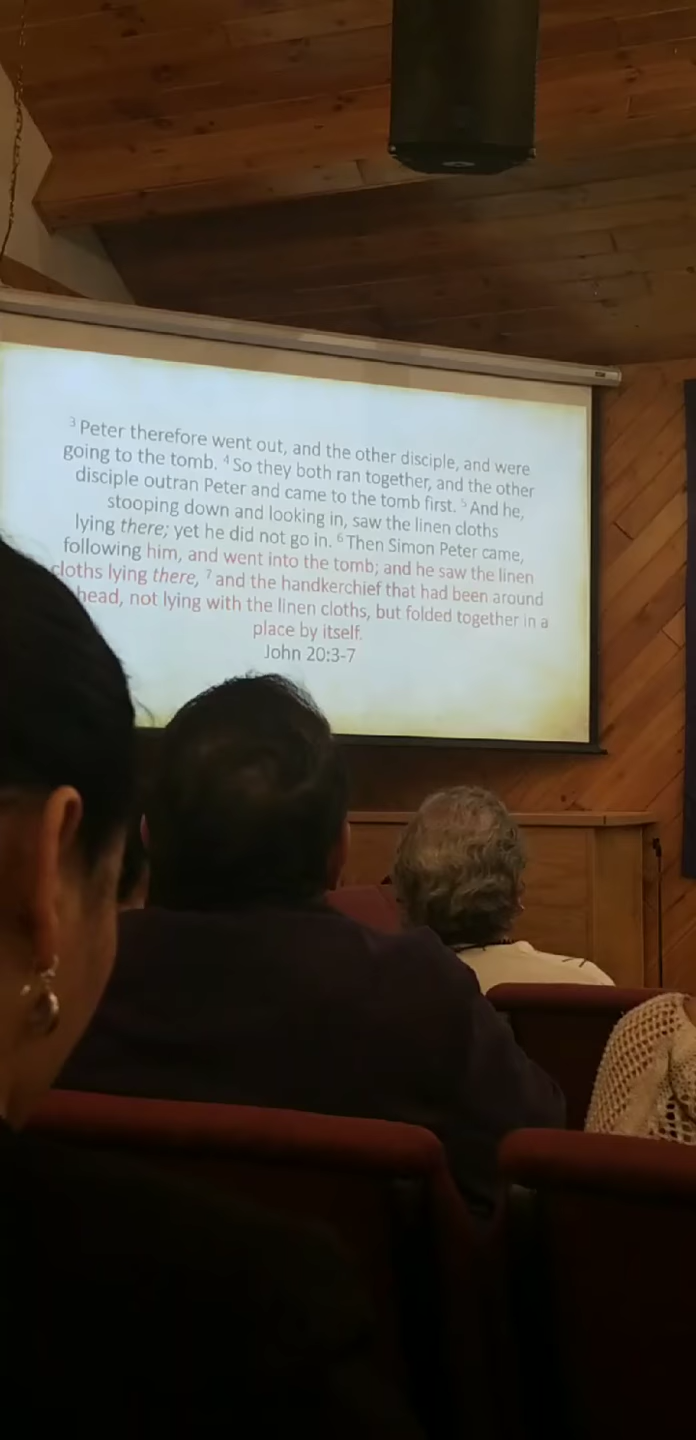 ³ Peter therefore went out, and the other disciple, and were
going to the tomb. ⁴ So they both ran together, and the other
disciple outran Peter and came to the tomb first. ⁵ And he,
stooping down and looking in, saw the linen cloths
lying there; yet he did not go in. ⁶ Then Simon Peter came,
following him, and went into the tomb; and he saw the linen
cloths lying there, ⁷ and the handkerchief that had been around
head, not lying with the linen cloths, but folded together in a
place by itself.
John 20:3-7